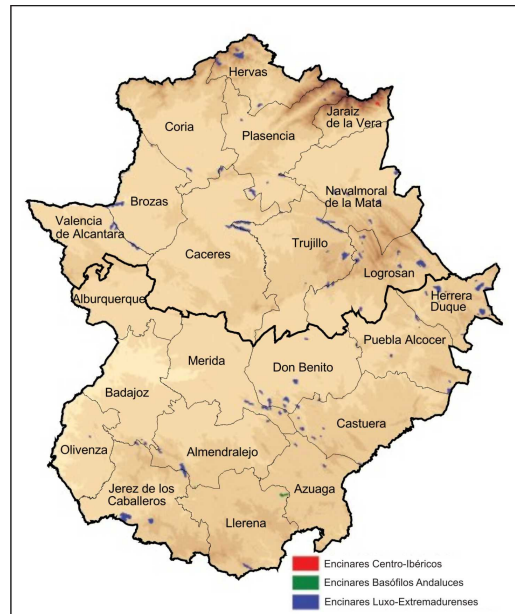 Hervas
Coria
Plasencia
Jaraiz
de la Vera
Brozas
Navalmoral
de la Mata
Valencia
de Alcantara
Caceres
Trujillo
Logrosan
Alburquerque
Herrera
Duque
Merida
Don Benito
Puebla Alcocer
Badajoz
Castuera
Olivenza
Almendralejo
Jerez de los
Caballeros
Azuaga
Llerena
Encinares Centro-Ibéricos
Encinares Basófilos Andaluces
Encinares Luxo-Extremadurenses